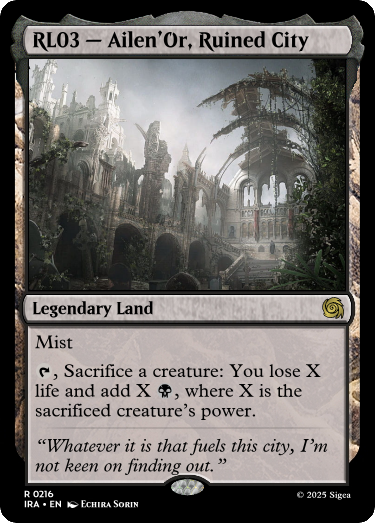 RL03 — Ailen'Or, Ruined City
Legendary Land
Mist
, Sacrifice a creature: You lose X
life and add X , where X is the
sacrificed creature's power.
“Whatever it is that fuels this city, I'm
not keen on finding out.”
R 0216
IRA • EN Echira Sorin
© 2025 Sigea